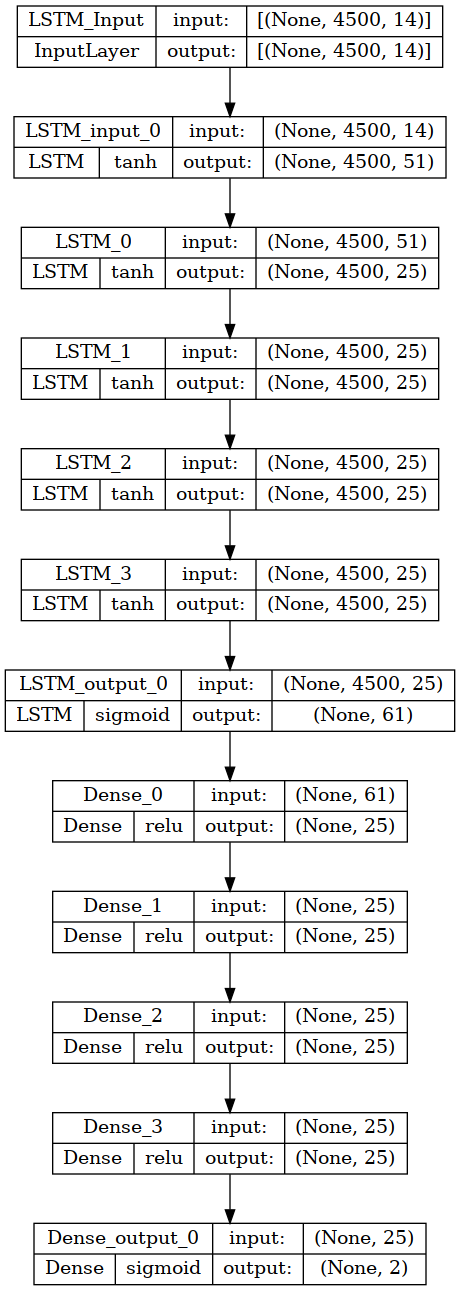 LSTM_Input input: [(None, 4500, 14)]
InputLayer output: [(None, 4500, 14)]
LSTM_input_0 input: (None, 4500, 14)
LSTM tanh output: (None, 4500, 51)
LSTM_0 input: (None, 4500, 51)
LSTM tanh output: (None, 4500, 25)
LSTM_1 input: (None, 4500, 25)
LSTM tanh output: (None, 4500, 25)
LSTM_2 input: (None, 4500, 25)
LSTM tanh output: (None, 4500, 25)
LSTM_3 input: (None, 4500, 25)
LSTM tanh output: (None, 4500, 25)
LSTM_output_0 input: (None, 4500, 25)
LSTM sigmoid output: (None, 61)
Dense_0 input: (None, 61)
Dense relu output: (None, 25)
Dense_1 input: (None, 25)
Dense relu output: (None, 25)
Dense_2 input: (None, 25)
Dense relu output: (None, 25)
Dense_3 input: (None, 25)
Dense relu output: (None, 25)
Dense_output_0 input: (None, 25)
Dense sigmoid output: (None, 2)